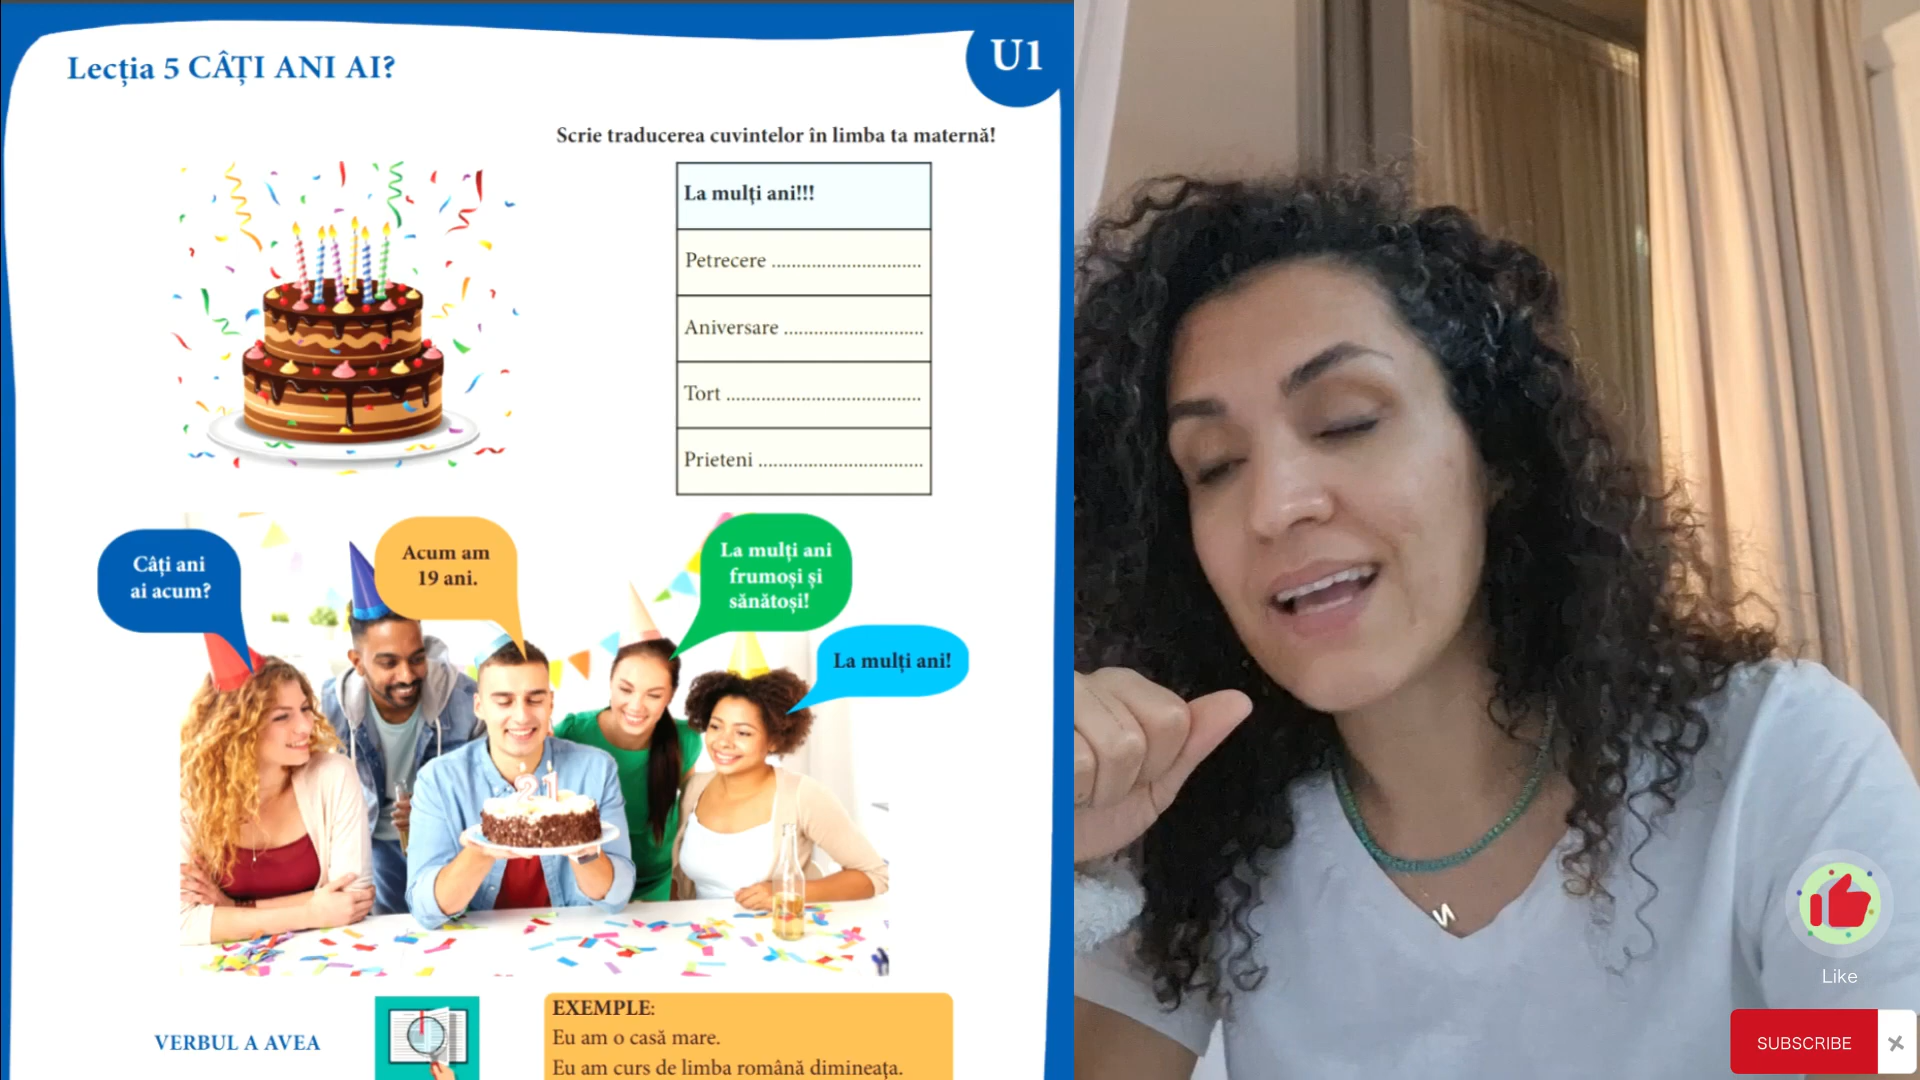 Lecția 5 CÂȚI ANI AI?
U1
Scrie traducerea cuvintelor în limba ta maternă!
La mulți ani!!!
Petrecere ..............................
Aniversare ............................
Tort .......................................
Prieteni .................................
Câți ani
ai acum?
Acum am
19 ani.
La mulți ani
frumoși și
sănătoși!
La mulți ani!
21
VERBUL A AVEA
EXEMPLE:
Eu am o casă mare.
Eu am curs de limba română dimineața.
Like
SUBSCRIBE